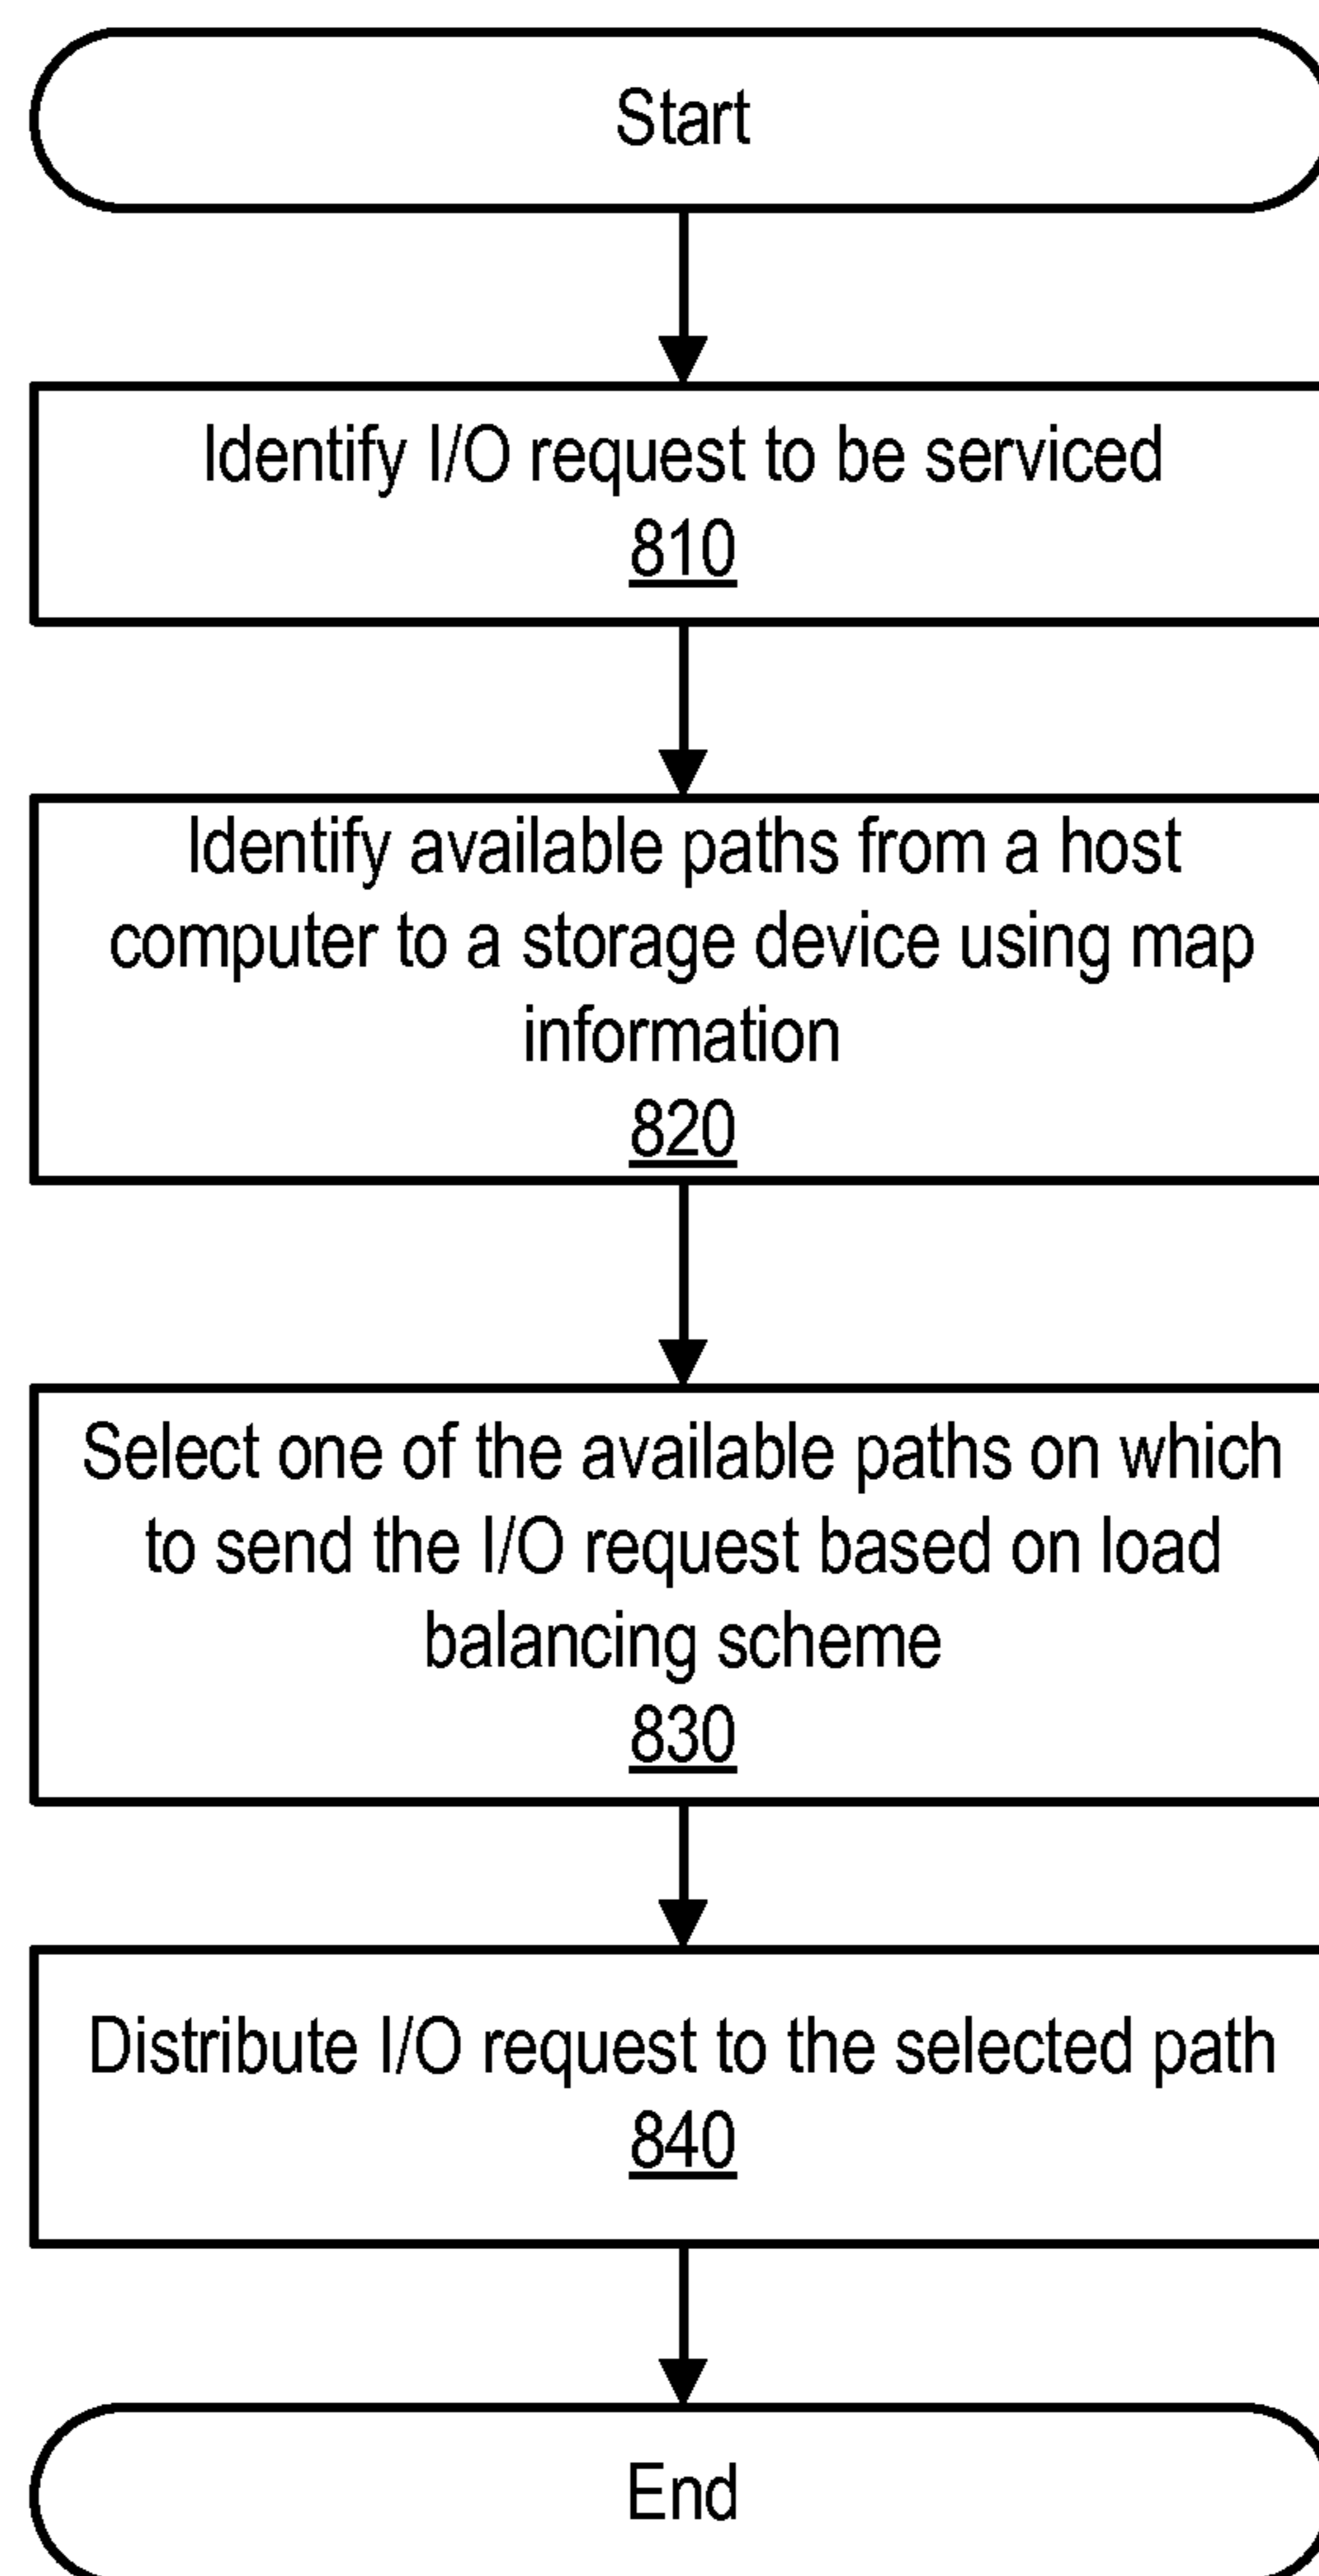 Start
Identify I/O request to be serviced
810
Identify available paths from a host
computer to a storage device using map
information
820
Select one of the available paths on which
to send the I/O request based on load
balancing scheme
830
Distribute I/O request to the selected path
840
End